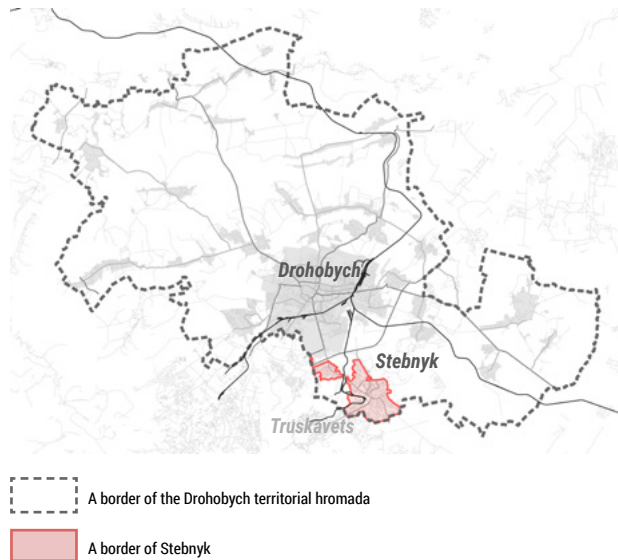 Drohobych
Stebnyk
Truskavets
A border of the Drohobych territorial hromada
A border of Stebnyk